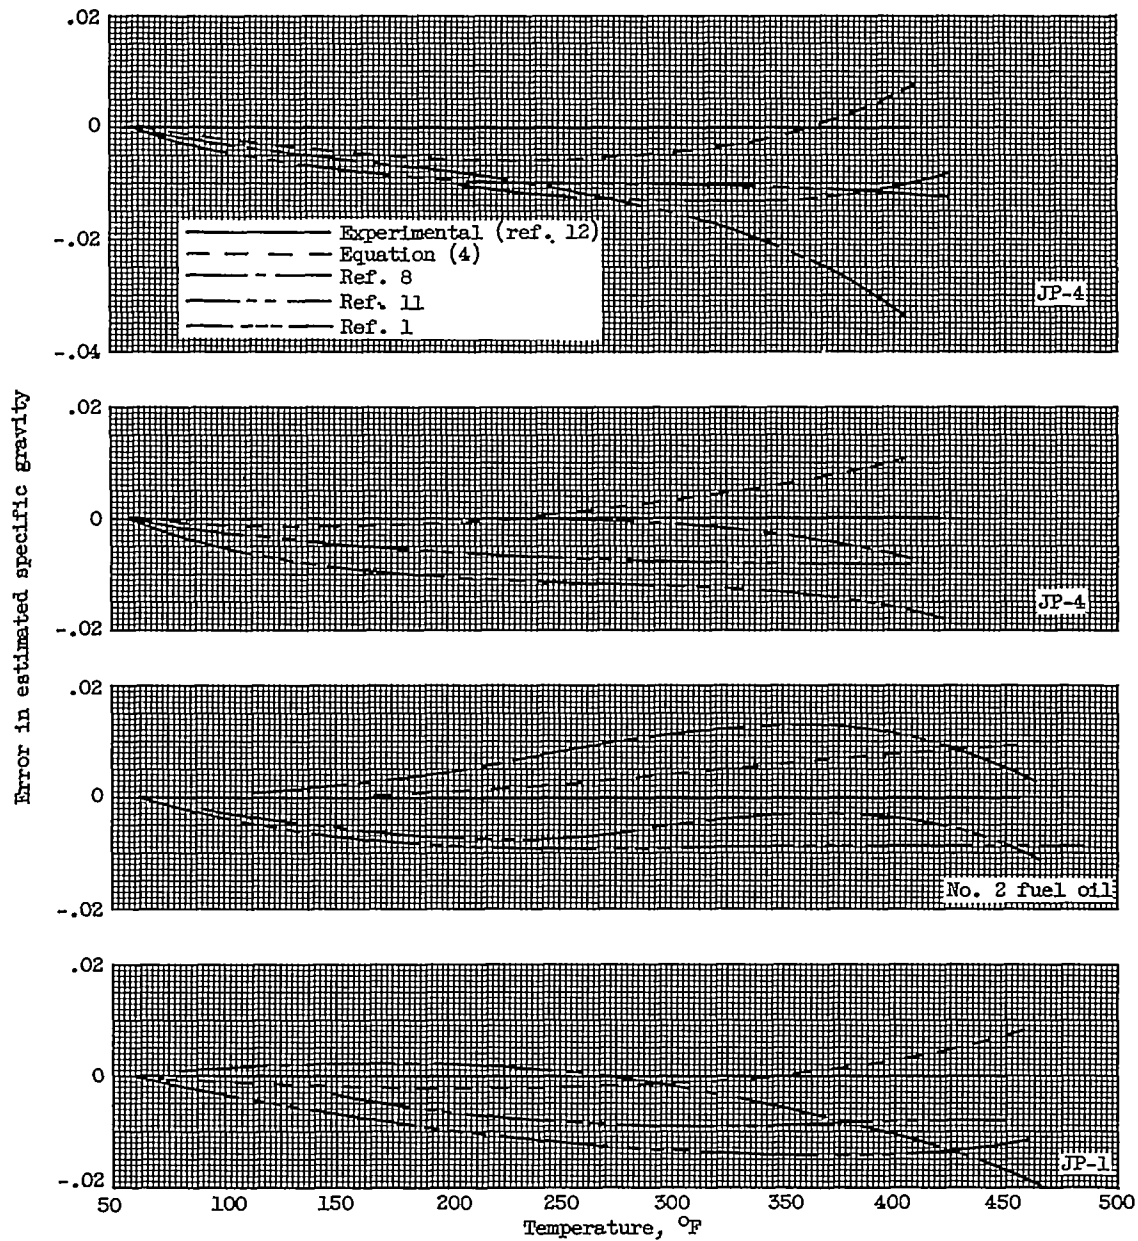 .02
0
-.02
-.04
Experimental (ref. 12)
Equation (4)
Ref. 8
Ref. 11
Ref. 1
JP-4
Error in estimated specific gravity
.02
0
-.02
JP-4
.02
0
-.02
No. 2 fuel oil
.02
0
-.02
JP-1
50 100 150 200 250 300 350 400 450 500
Temperature, °F